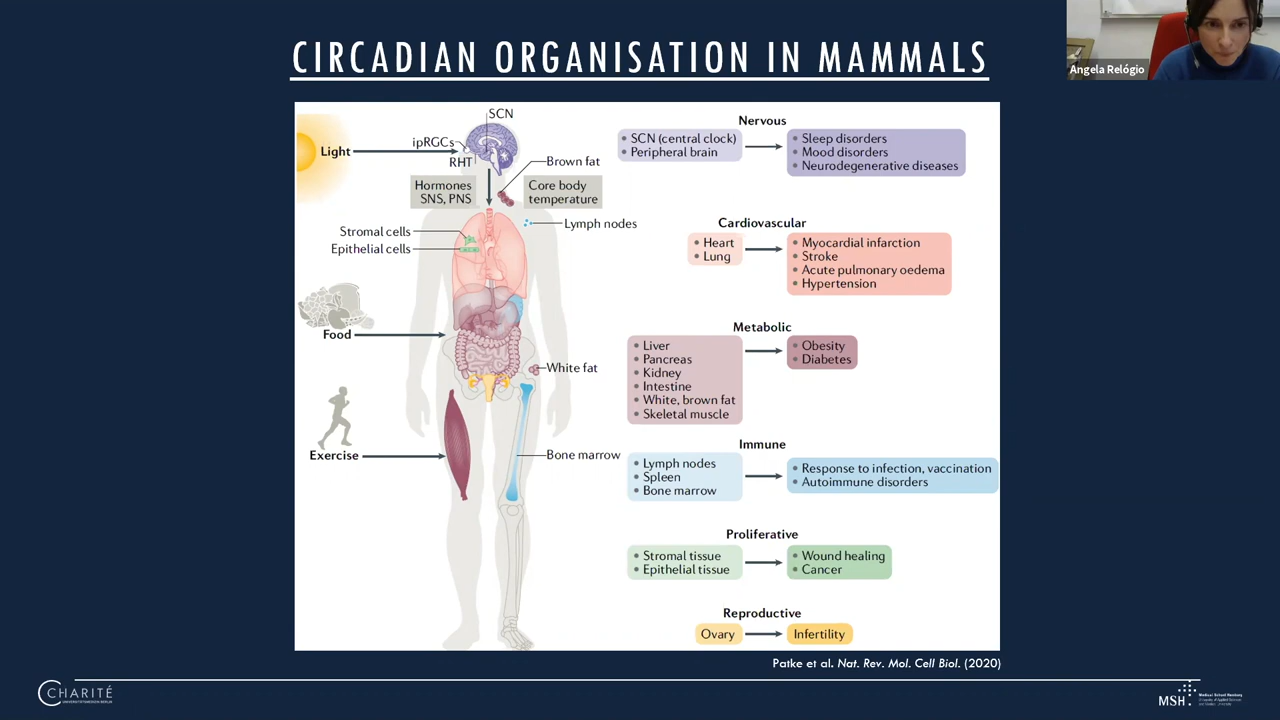 CIRCADIAN ORGANISATION IN MAMMALS
Angela Relógio
SCN
Light
ipRGCs
RHT
Brown fat
Hormones
SNS, PNS
Core body
temperature
Lymph nodes
Stromal cells
Epithelial cells
Food
White fat
Exercise
Bone marrow
Nervous
• SCN (central clock)
• Peripheral brain
• Sleep disorders
• Mood disorders
• Neurodegenerative diseases
Cardiovascular
• Heart
• Lung
• Myocardial infarction
• Stroke
• Acute pulmonary oedema
• Hypertension
Metabolic
• Liver
• Pancreas
• Kidney
• Intestine
• White, brown fat
• Skeletal muscle
• Obesity
• Diabetes
Immune
• Lymph nodes
• Spleen
• Bone marrow
• Response to infection, vaccination
• Autoimmune disorders
Proliferative
• Stromal tissue
• Epithelial tissue
• Wound healing
• Cancer
Reproductive
Ovary
Infertility
Patke et al. Nat. Rev. Mol. Cell Biol. (2020)
CHARITÉ
UNIVERSITÄTSMEDIZIN BERLIN
MSH
Medical School Hamburg